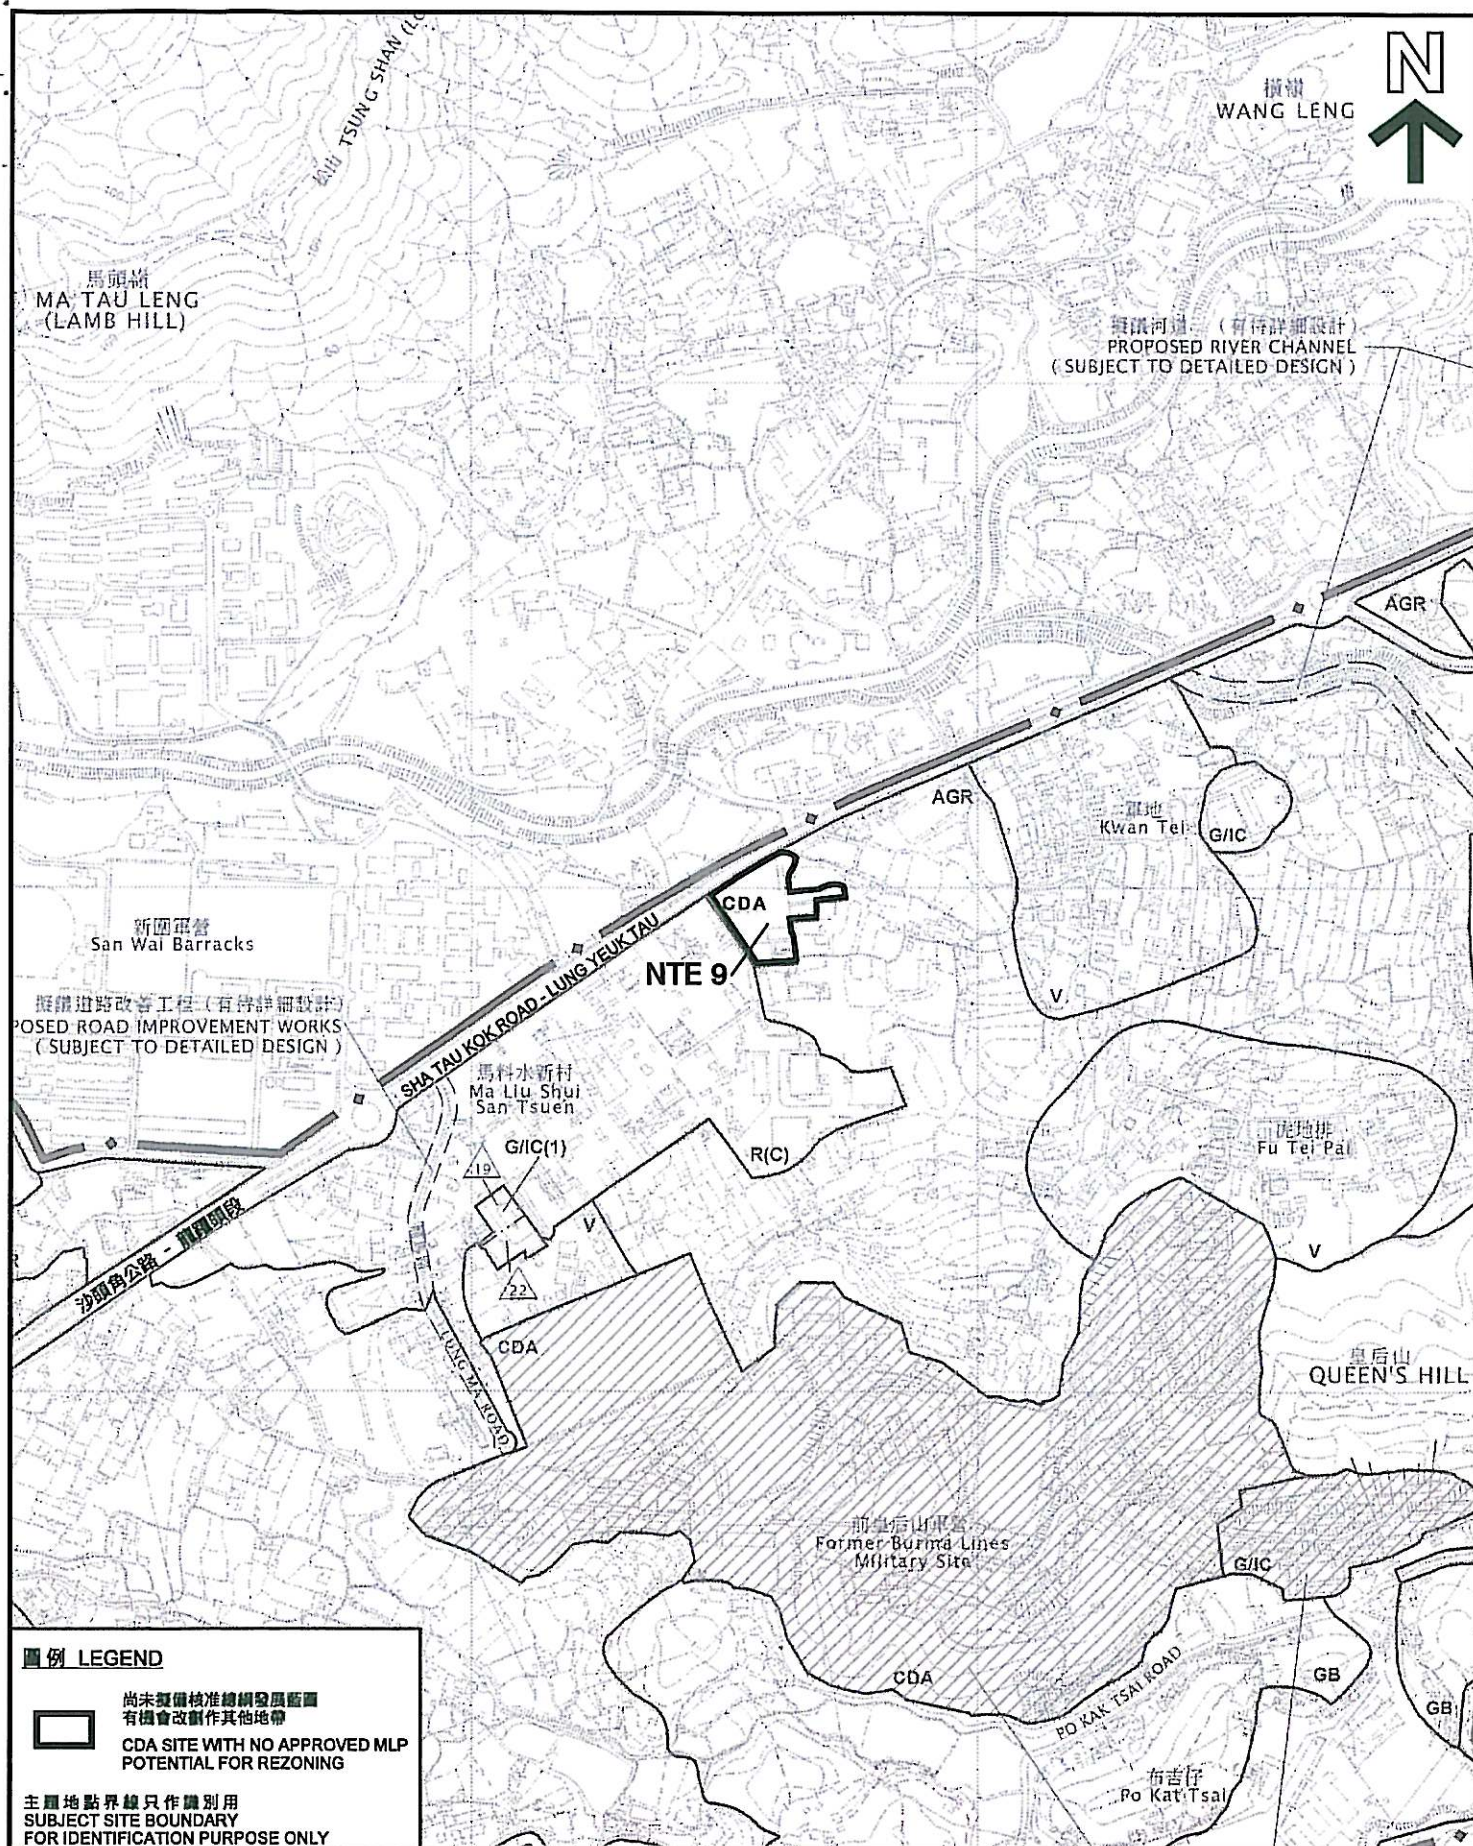 N
松山 TSUNG SHAN
橫嶺
WANG LENG
馬頭嶺
MA TAU LENG
(LAMB HILL)
擬議河道 （有待詳細設計）
PROPOSED RIVER CHANNEL
( SUBJECT TO DETAILED DESIGN )
AGR
AGR
軍地
Kwan Tei
G/IC
CDA
NTE 9
新圍軍營
San Wai Barracks
擬議道路改善工程（有待詳細設計）
POSED ROAD IMPROVEMENT WORKS
( SUBJECT TO DETAILED DESIGN )
SHA TAU KOK ROAD - LUNG YEUK TAU
V
馬料水新村
Ma Liu Shui
San Tsuen
G/IC(1)
19
R(C)
虎地排
Fu Tei Pai
V
V
沙頭角公路 - 龍躍頭段
22
CDA
LUNG MA ROAD
皇后山
QUEEN'S HILL
前皇后山軍營
Former Burma Lines
Military Site
G/IC
CDA
PO KAK TSAI ROAD
GB
GB
布吉仔
Po Kat Tsai
圖例 LEGEND
尚未擬備核准總綱發展藍圖
有機會改劃作其他地帶
CDA SITE WITH NO APPROVED MLP
POTENTIAL FOR REZONING
主題地點界線只作識別用
SUBJECT SITE BOUNDARY
FOR IDENTIFICATION PURPOSE ONLY